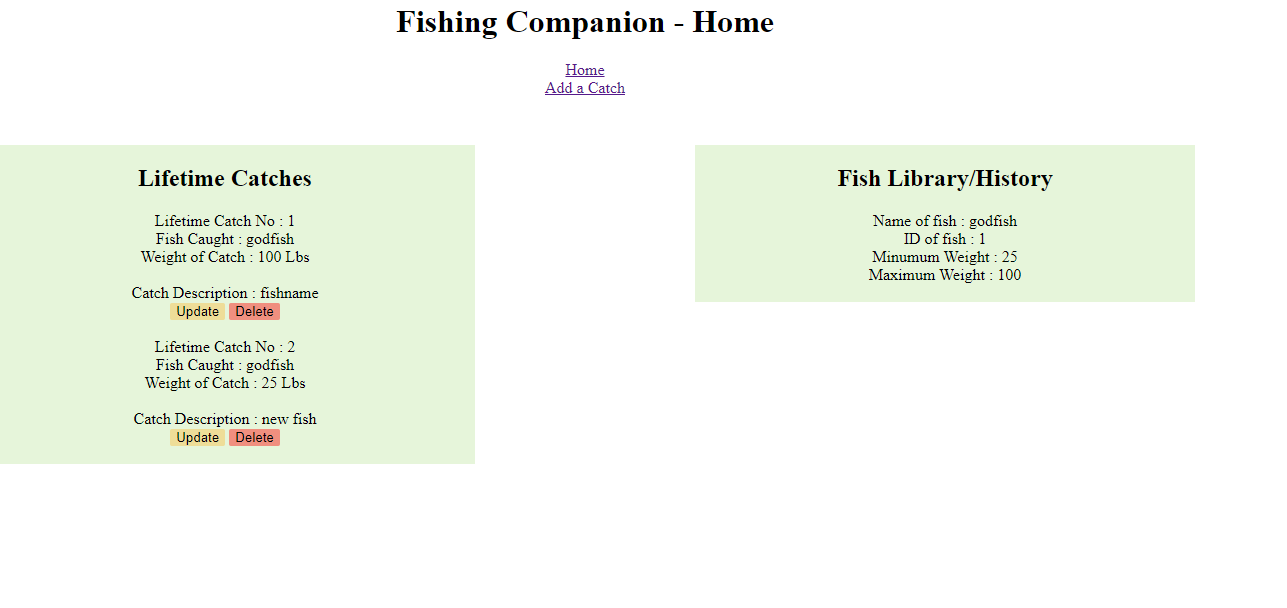 Fishing Companion - Home
Home
Add a Catch
Lifetime Catches
Lifetime Catch No : 1
Fish Caught : godfish
Weight of Catch : 100 Lbs
Catch Description : fishname
Update Delete
Lifetime Catch No : 2
Fish Caught : godfish
Weight of Catch : 25 Lbs
Catch Description : new fish
Update Delete
Fish Library/History
Name of fish : godfish
ID of fish : 1
Minumum Weight : 25
Maximum Weight : 100